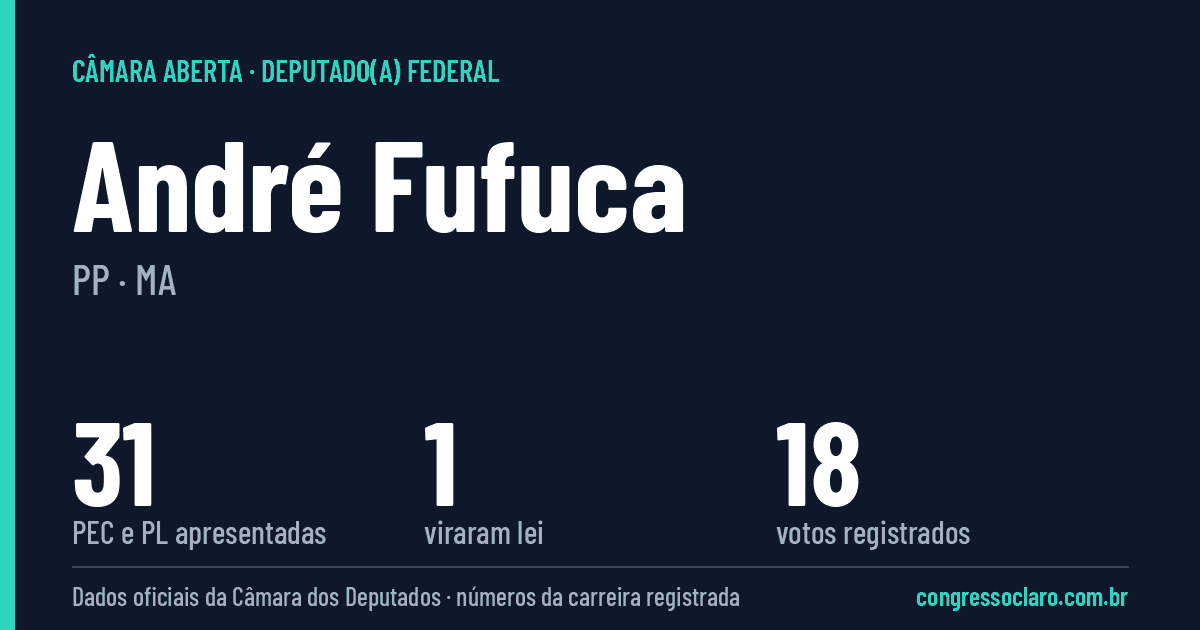 CÂMARA ABERTA · DEPUTADO(A) FEDERAL
André Fufuca
PP · MA
31 1 18
PEC e PL apresentadas viraram lei votos registrados
Dados oficiais da Câmara dos Deputados · números da carreira registrada congressoclaro.com.br